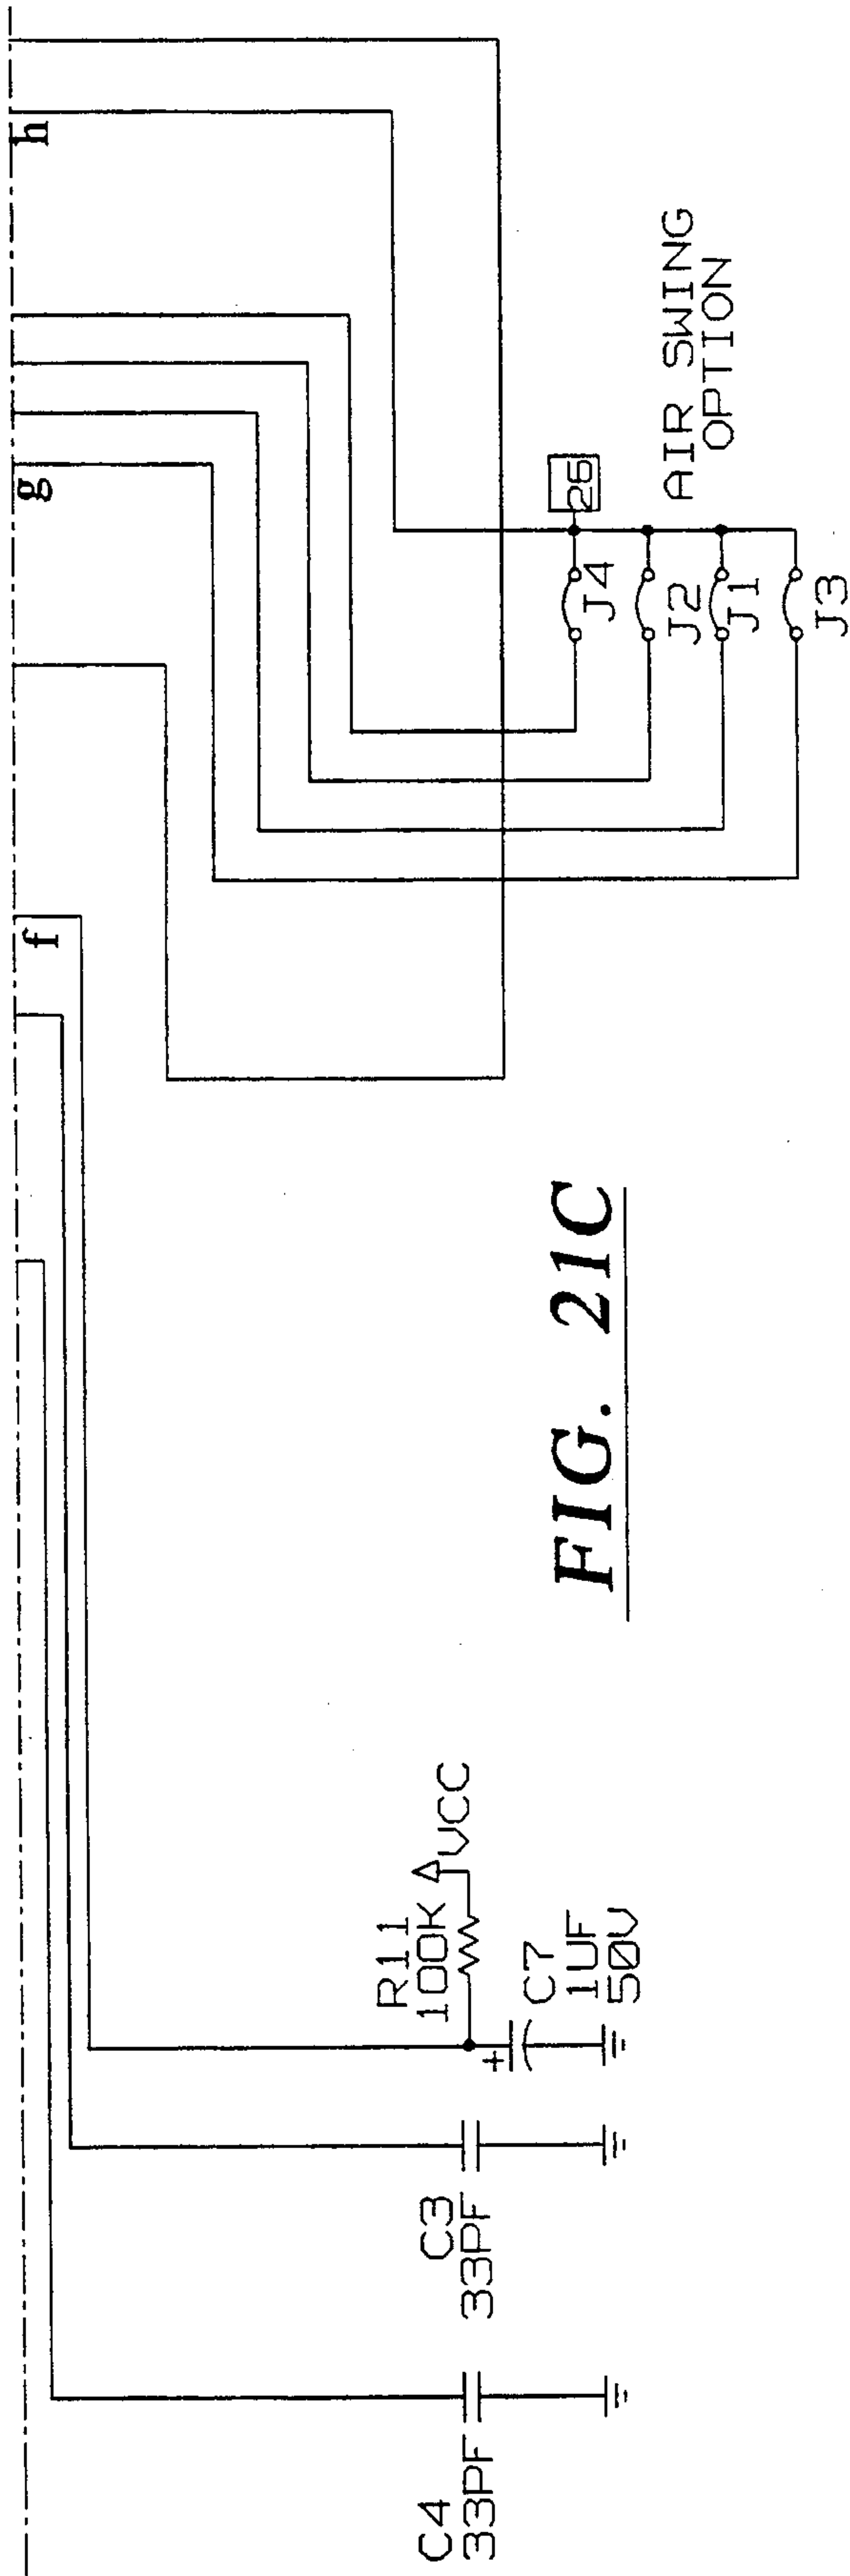 h
g
f
26
AIR SWING
OPTION
J4
J2
J1
J3
R11
100K
VCC
C7
1UF
50V
C3
33PF
C4
33PF
FIG. 21C